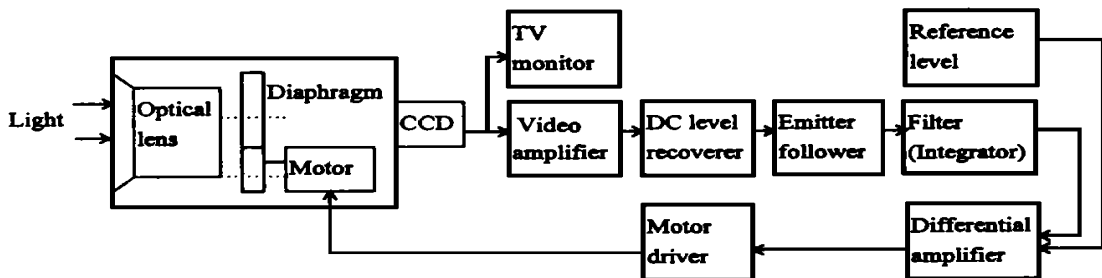 TV
monitor
Reference
level
Light
Optical
lens
Diaphragm
Motor
CCD
Video
amplifier
DC level
recoverer
Emitter
follower
Filter
(Integrator)
Motor
driver
Differential
amplifier